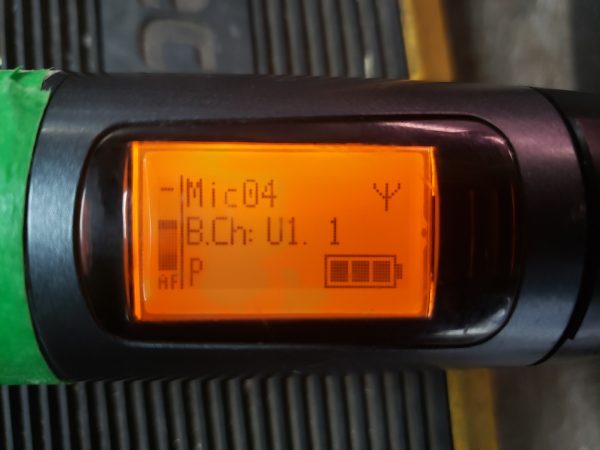 Mic04
B.Ch: U1. 1
P
AF